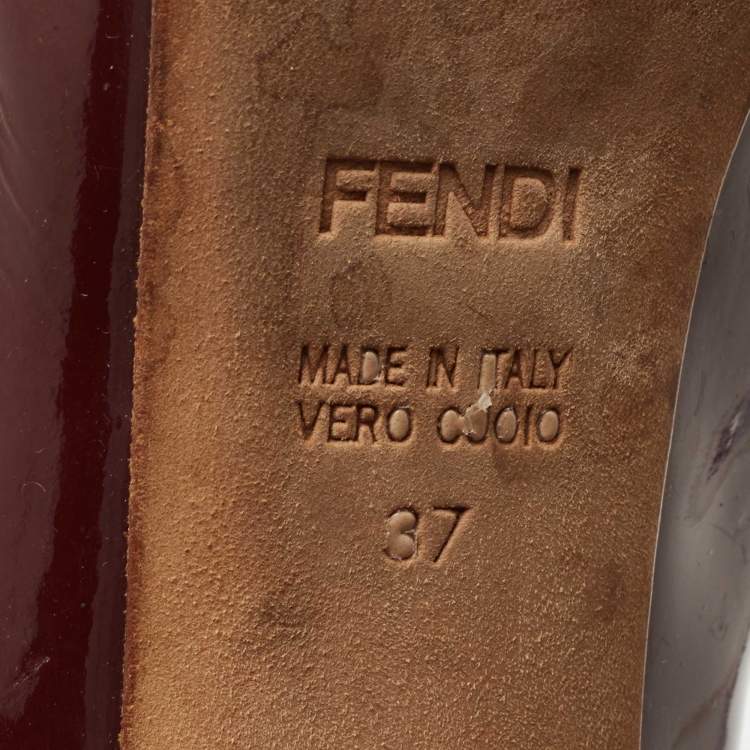 FENDI
MADE IN ITALY
VERO CUOIO
37